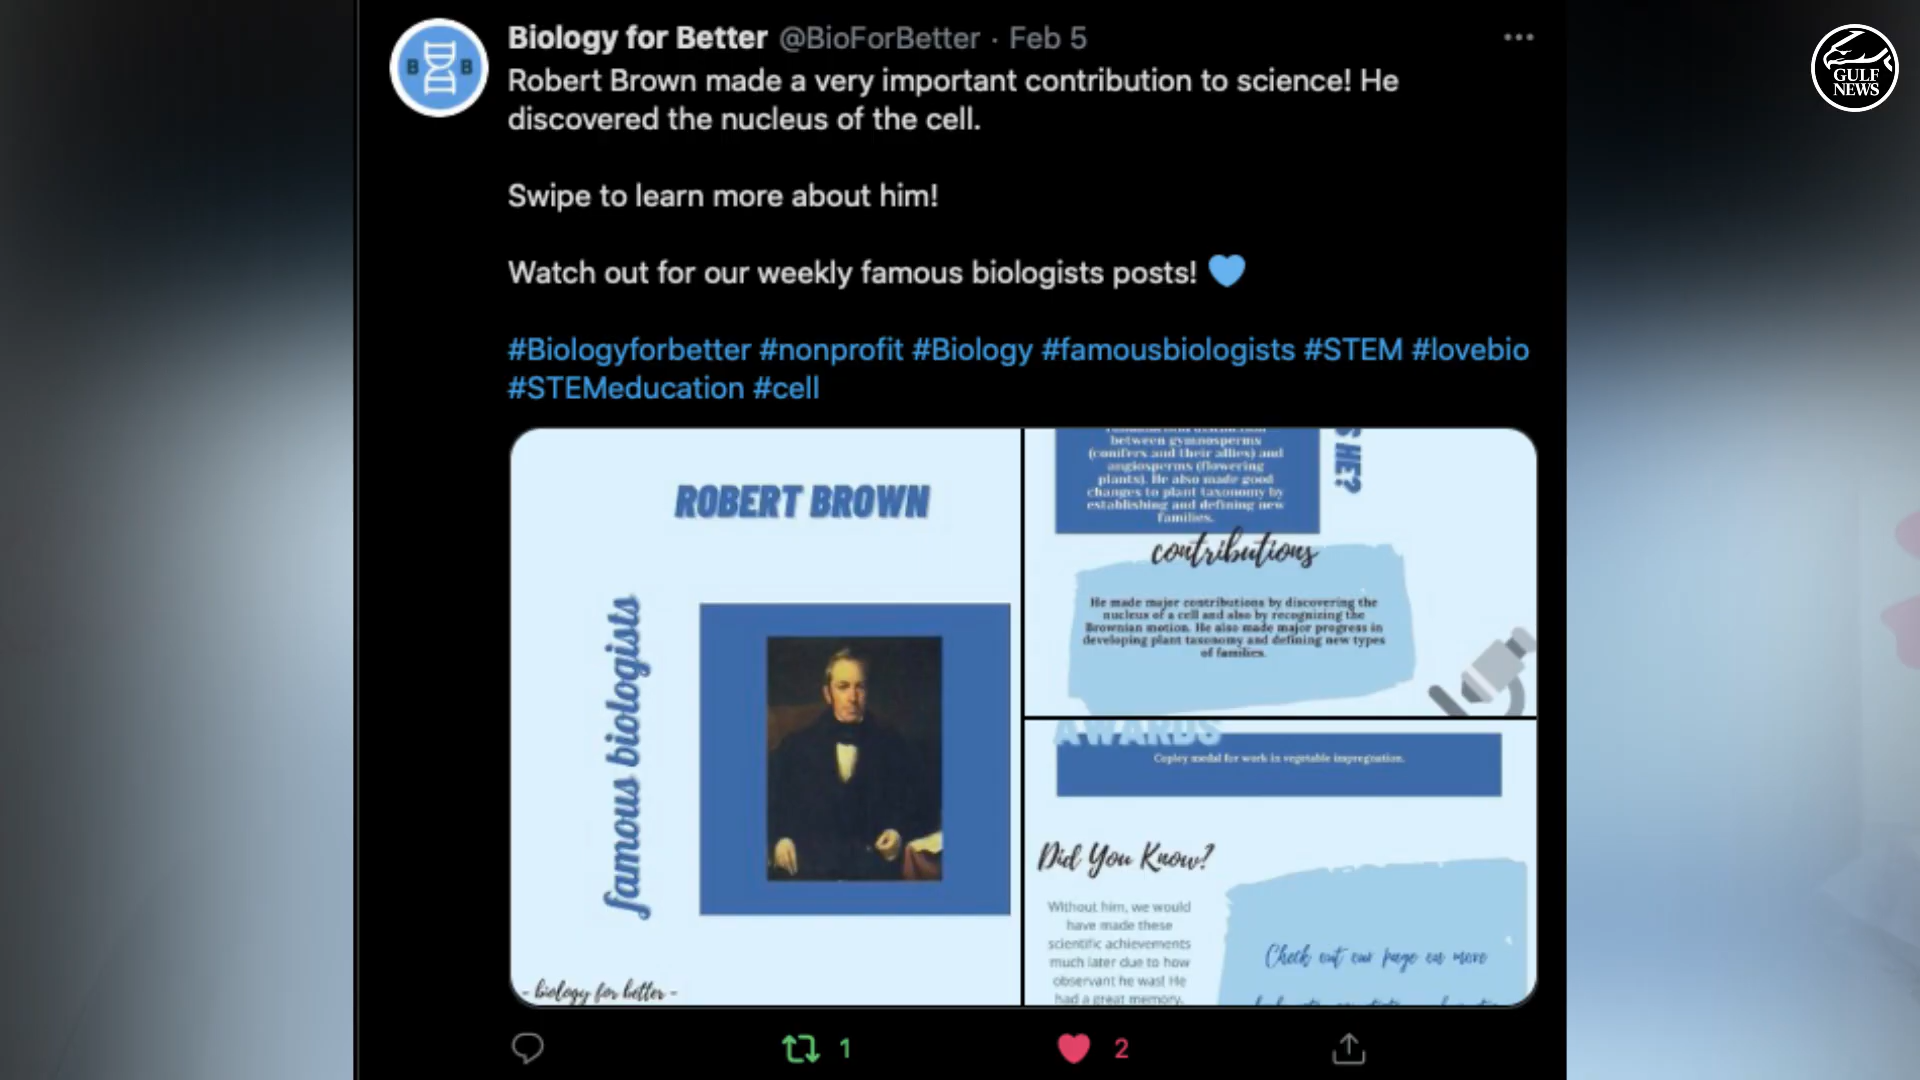 Biology for Better @BioForBetter · Feb 5
Robert Brown made a very important contribution to science! He
discovered the nucleus of the cell.
Swipe to learn more about him!
Watch out for our weekly famous biologists posts! 💙
#Biologyforbetter #nonprofit #Biology #famousbiologists #STEM #lovebio
#STEMeducation #cell
B B
GULF
NEWS
ROBERT BROWN
famous biologists
- biology for better -
between gymnosperms
(conifers and their allies) and
angiosperms (flowering
plants). He also made good
changes to plant taxonomy by
establishing and defining new
families.
S HE?
contributions
He made major contributions by discovering the
nucleus of a cell and also by recognizing the
Brownian motion. He also made major progress in
developing plant taxonomy and defining new types
of families.
AWARDS
Copley medal for work in vegetable impregnation.
Did You Know?
Without him, we would
have made these
scientific achievements
much later due to how
observant he was! He
had a great memory.
Check out our page on more
1
2